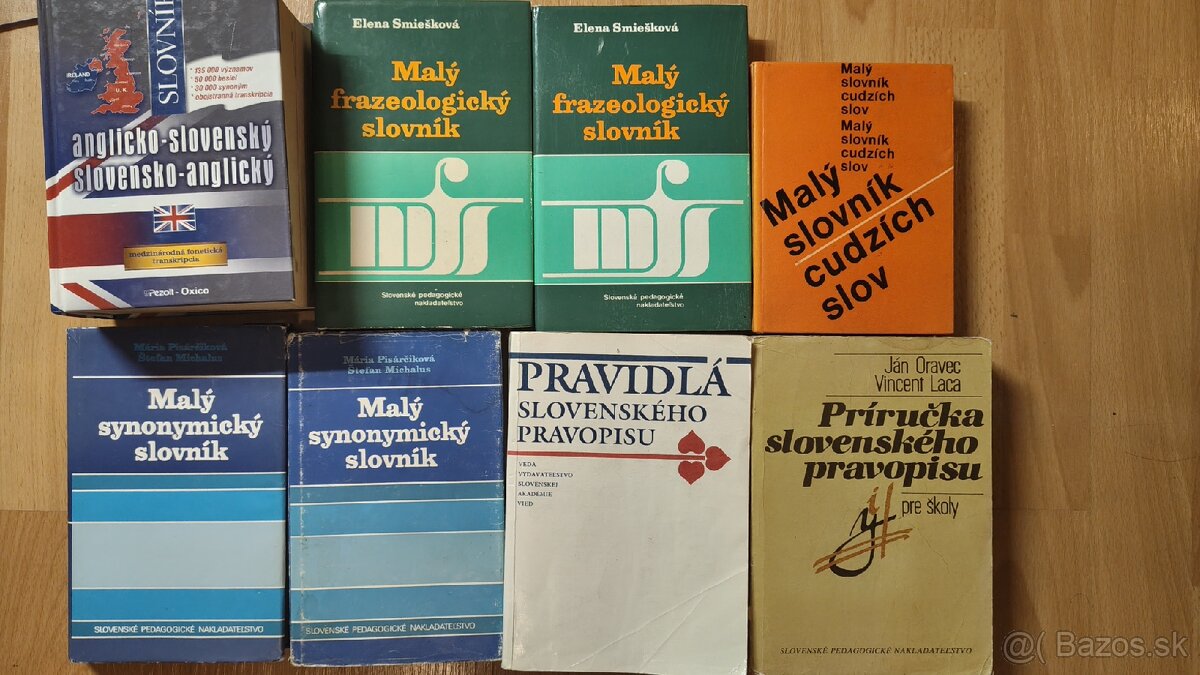 SLOVNÍK
IRELAND
U.K.
* 135 000 významov
* 50 000 hesiel
* 30 000 synoným
* obojstranná transkripcia
anglicko-slovenský
slovensko-anglický
medzinárodná fonetická
transkripcia
Pezolt - Oxico
Elena Smiešková
Malý
frazeologický
slovník
mfs
Slovenské pedagogické
nakladateľstvo
Elena Smiešková
Malý
frazeologický
slovník
mfs
Slovenské pedagogické
nakladateľstvo
Malý
slovník
cudzích
slov
Malý
slovník
cudzích
slov
Malý
slovník
cudzích
slov
Mária Pisárčiková
Štefan Michalus
Malý
synonymický
slovník
SLOVENSKÉ PEDAGOGICKÉ NAKLADATEĽSTVO
Mária Pisárčiková
Štefan Michalus
Malý
synonymický
slovník
SLOVENSKÉ PEDAGOGICKÉ NAKLADATEĽSTVO
PRAVIDLÁ
SLOVENSKÉHO
PRAVOPISU
VEDA
VYDAVATEĽSTVO
SLOVENSKEJ
AKADÉMIE
VIED
Ján Oravec
Vincent Laca
Príručka
slovenského
pravopisu
pre školy
i/y
SLOVENSKÉ PEDAGOGICKÉ NAKLADATEĽSTVO
Bazos.sk